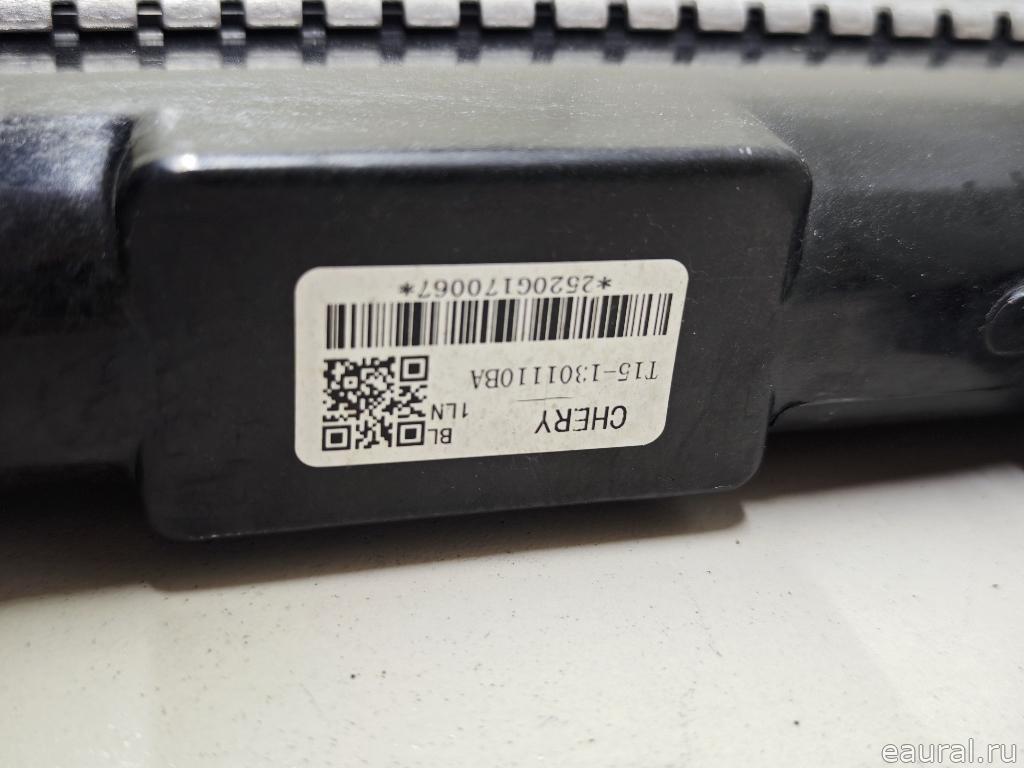 CHERY
BL
1LN
T15-1301110BA
*2520G170067*
eaural.ru